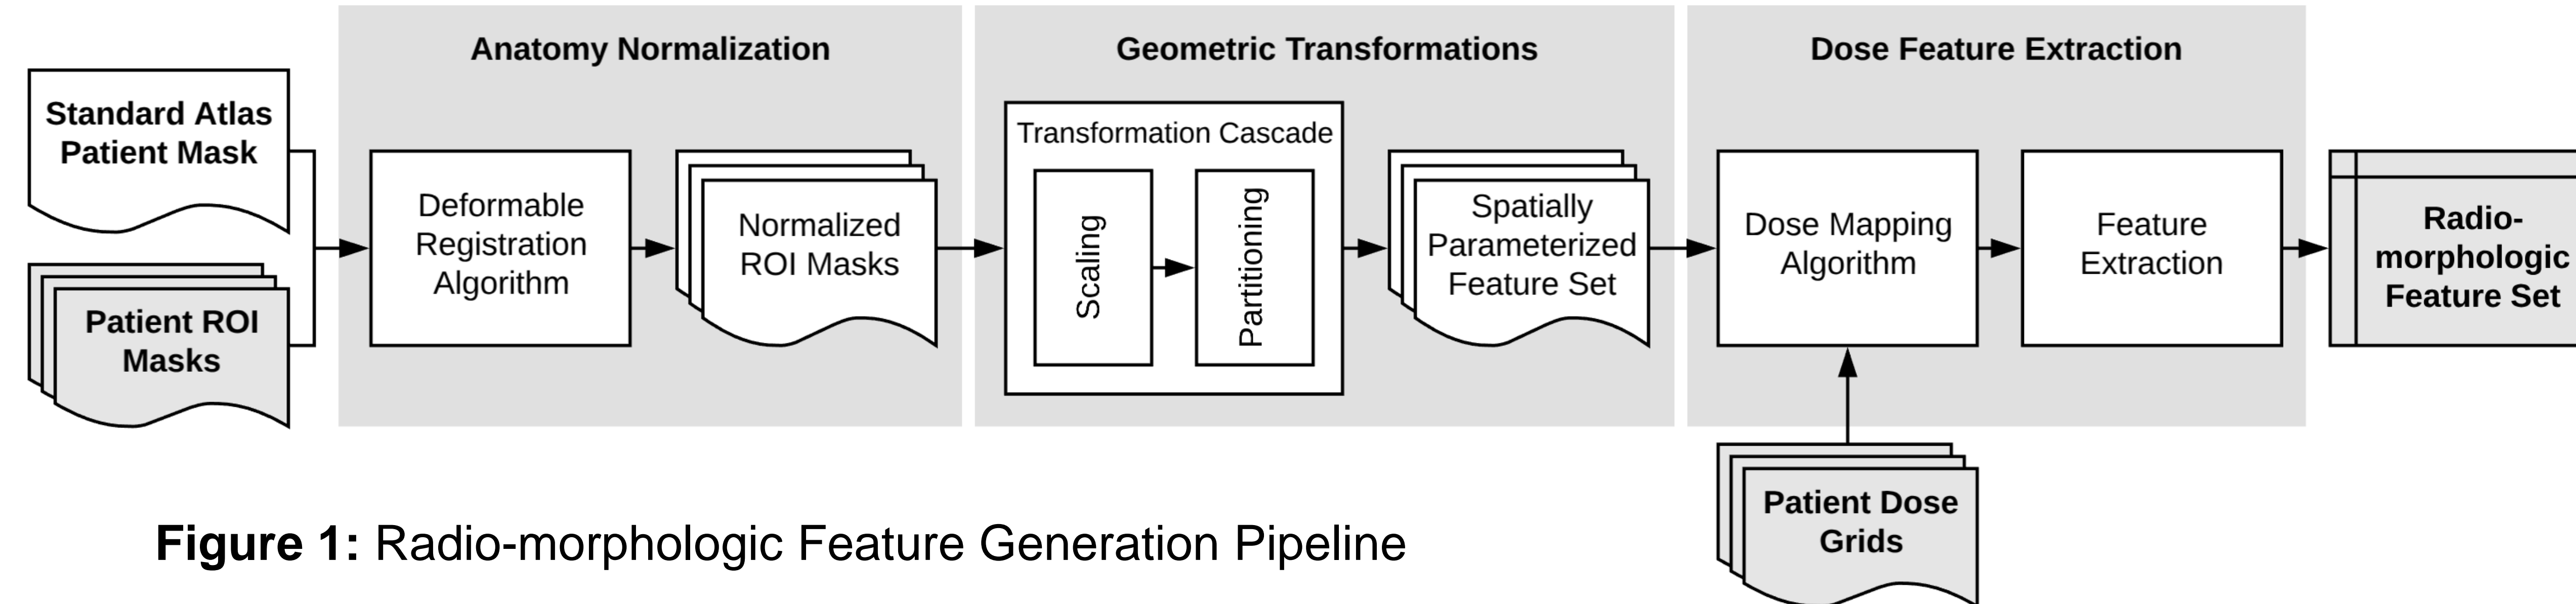 Anatomy Normalization
Geometric Transformations
Dose Feature Extraction
Standard Atlas
Patient Mask
Patient ROI
Masks
Deformable
Registration
Algorithm
Normalized
ROI Masks
Transformation Cascade
Scaling
Partitioning
Spatially
Parameterized
Feature Set
Dose Mapping
Algorithm
Feature
Extraction
Radio-
morphologic
Feature Set
Patient Dose
Grids
Figure 1: Radio-morphologic Feature Generation Pipeline